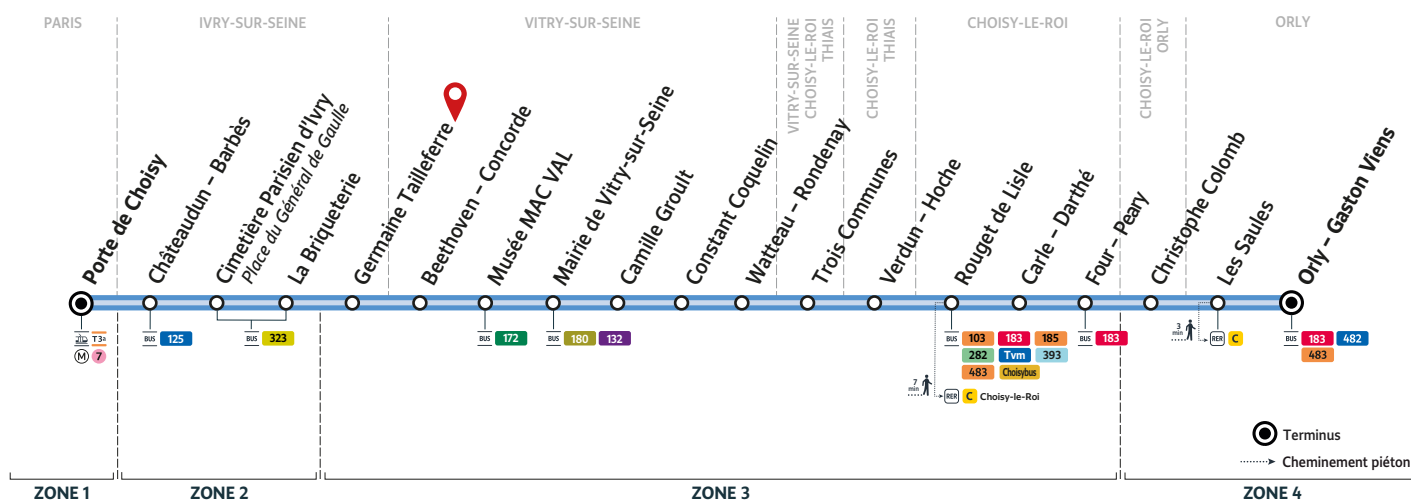 PARIS
IVRY-SUR-SEINE
VITRY-SUR-SEINE
VITRY-SUR-SEINE
CHOISY-LE-ROI
THIAIS
CHOISY-LE-ROI
THIAIS
CHOISY-LE-ROI
CHOISY-LE-ROI
ORLY
ORLY
Porte de Choisy
Châteaudun – Barbès
Cimetière Parisien d'Ivry
Place du Général de Gaulle
La Briqueterie
Germaine Tailleferre
Beethoven – Concorde
Musée MAC VAL
Mairie de Vitry-sur-Seine
Camille Groult
Constant Coquelin
Watteau – Rondenay
Trois Communes
Verdun – Hoche
Rouget de Lisle
Carle – Darthé
Four – Peary
Christophe Colomb
Les Saules
Orly – Gaston Viens
T3a
M 7
BUS 125
BUS 323
BUS 172
BUS 180 132
BUS 103 183 185
282 Tvm 393
483 Choisybus
7 min
RER C Choisy-le-Roi
BUS 183
3 min
RER C
BUS 183 482
483
Terminus
Cheminement piéton
ZONE 1
ZONE 2
ZONE 3
ZONE 4